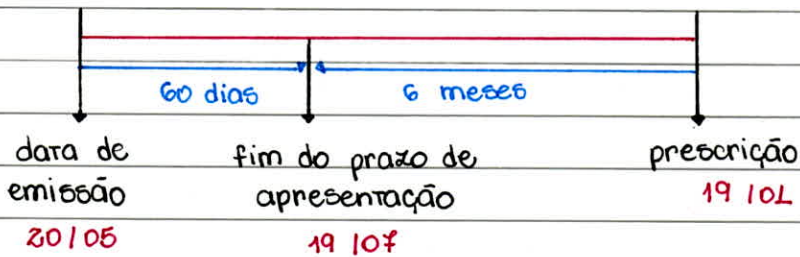 60 dias 6 meses
data de fim do prazo de prescrição
emissão apresentação 19/01
20/05 19/07